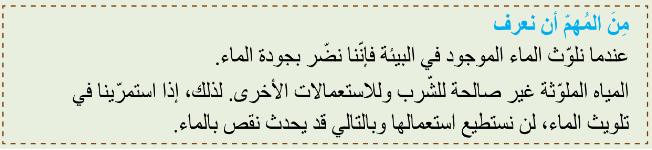 مِنَ المُهمّ أن نعرف
عندما نلوّث الماء الموجود في البيئة فإنّنا نضّر بجودة الماء.
المياه الملوّثة غير صالحة للشّرب وللاستعمالات الأخرى. لذلك، إذا استمرّينا في
تلويث الماء، لن نستطيع استعمالها وبالتالي قد يحدث نقص بالماء.